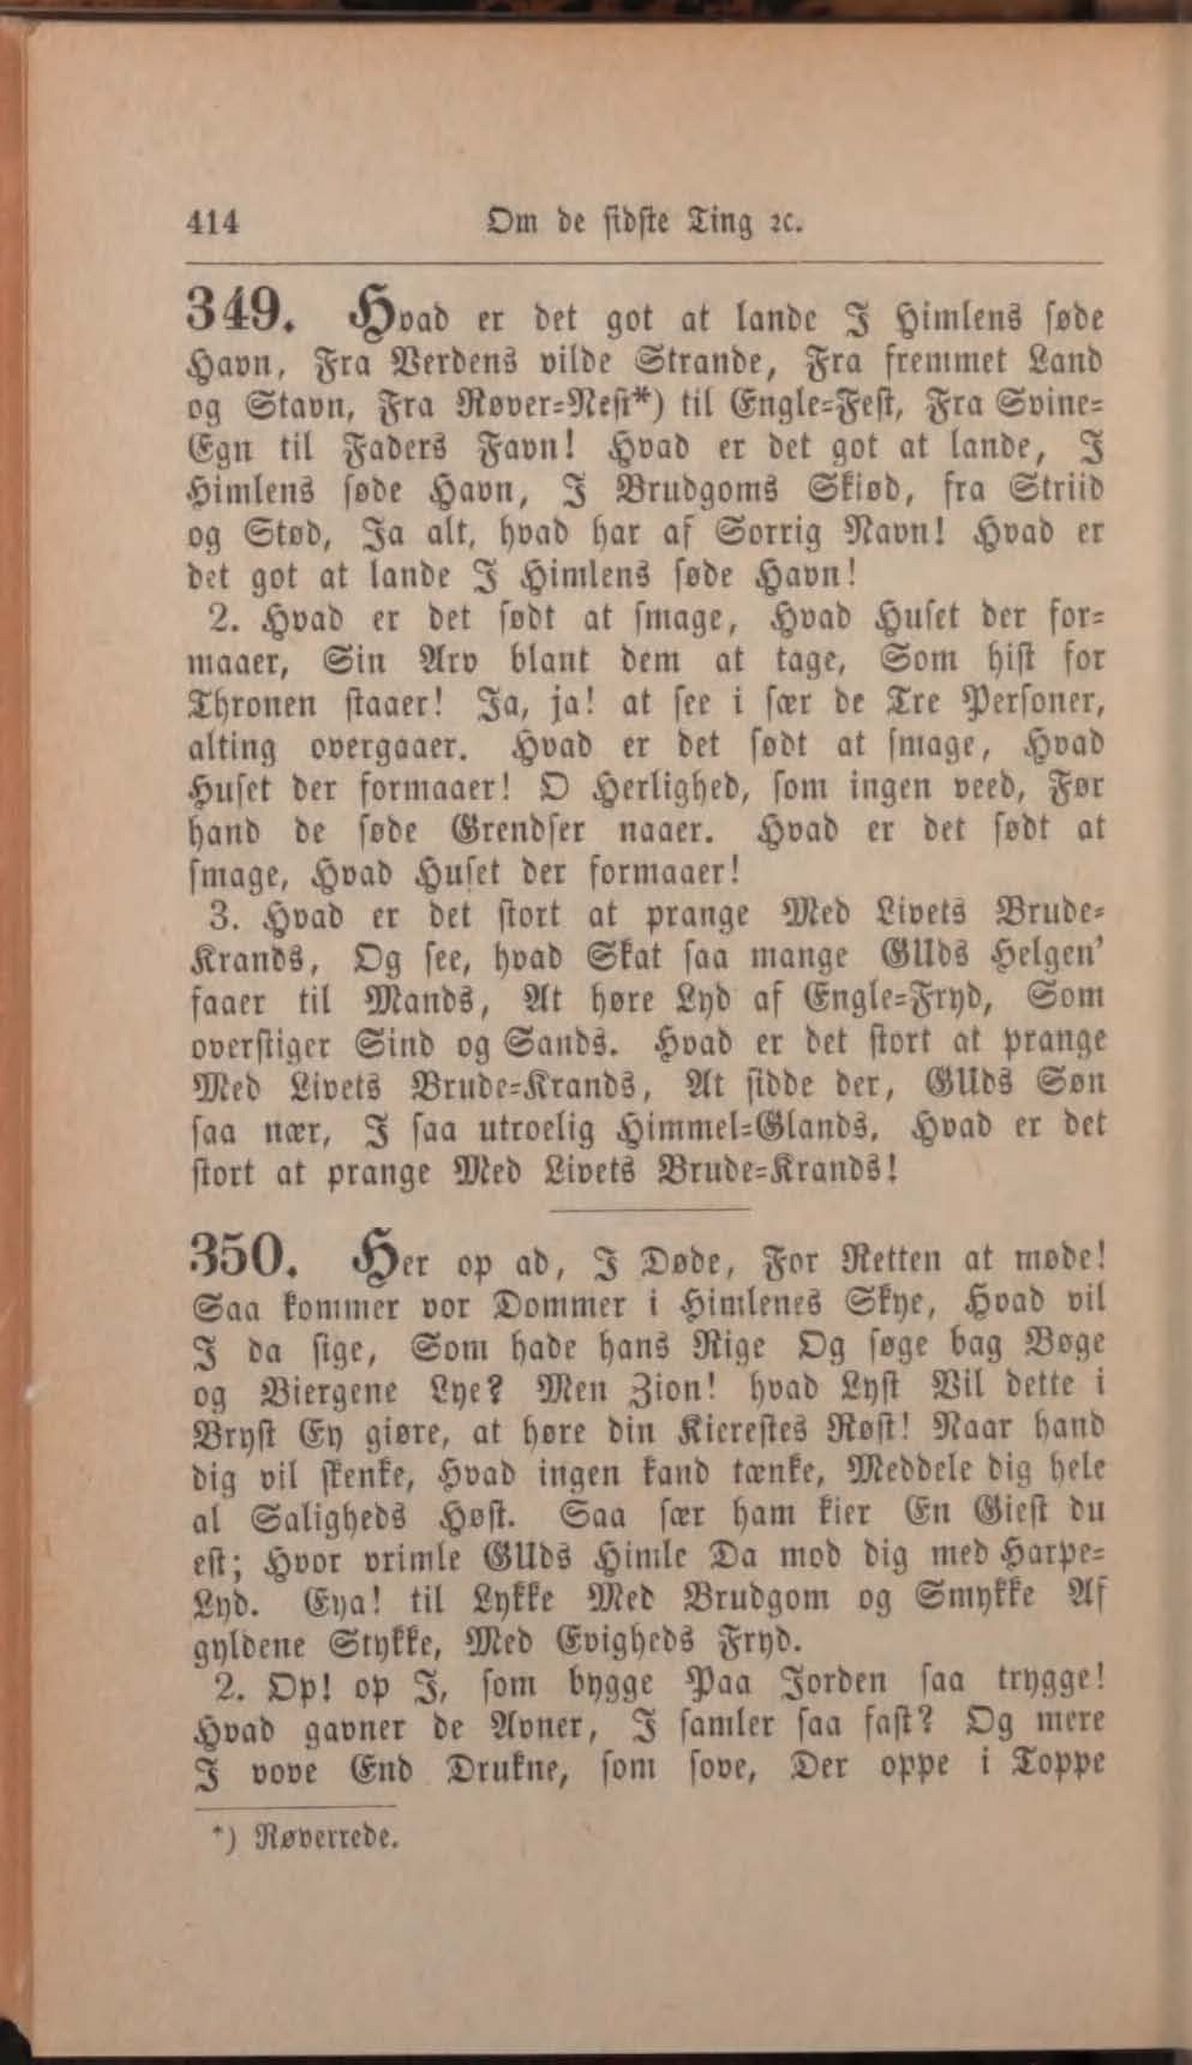 414 Om de sidste Ting ꝛc.
349. Hvad er det got at lande I Himlens søde
Havn, Fra Verdens vilde Strande, Fra fremmet Land
og Stavn, Fra Røver=Nest*) til Engle=Fest, Fra Svine=
Egn til Faders Favn! Hvad er det got at lande, I
Himlens søde Havn, I Brudgoms Skiød, fra Striid
og Stød, Ja alt, hvad har af Sorrig Navn! Hvad er
det got at lande I Himlens søde Havn!
2. Hvad er det sødt at smage, Hvad Huset der for=
maaer, Sin Arv blant dem at tage, Som hist for
Thronen staaer! Ja, ja! at see i sær de Tre Personer,
alting overgaaer. Hvad er det sødt at smage, Hvad
Huset der formaaer! O Herlighed, som ingen veed, Før
hand de søde Grendser naaer. Hvad er det sødt at
smage, Hvad Huset der formaaer!
3. Hvad er det stort at prange Med Livets Brude=
Krands, Og see, hvad Skat saa mange GUds Helgen'
faaer til Mands, At høre Lyd af Engle=Fryd, Som
overstiger Sind og Sands. Hvad er det stort at prange
Med Livets Brude=Krands, At sidde der, GUds Søn
saa nær, I saa utroelig Himmel=Glands, Hvad er det
stort at prange Med Livets Brude=Krands!
350. Her op ad, I Døde, For Retten at møde!
Saa kommer vor Dommer i Himlenes Skye, Hvad vil
I da sige, Som hade hans Rige Og søge bag Bøge
og Biergene Lye? Men Zion! hvad Lyst Vil dette i
Bryst Ey giøre, at høre din Kierestes Røst! Naar hand
dig vil skenke, Hvad ingen kand tænke, Meddele dig hele
al Saligheds Høst. Saa sær ham kier En Giest du
est; Hvor vrimle GUds Himle Da mod dig med Harpe=
Lyd. Eya! til Lykke Med Brudgom og Smykke Af
gyldene Stykke, Med Evigheds Fryd.
2. Op! op I, som bygge Paa Jorden saa trygge!
Hvad gavner de Avner, I samler saa fast? Og mere
I vove End Drukne, som sove, Der oppe i Toppe
*) Røverrede.